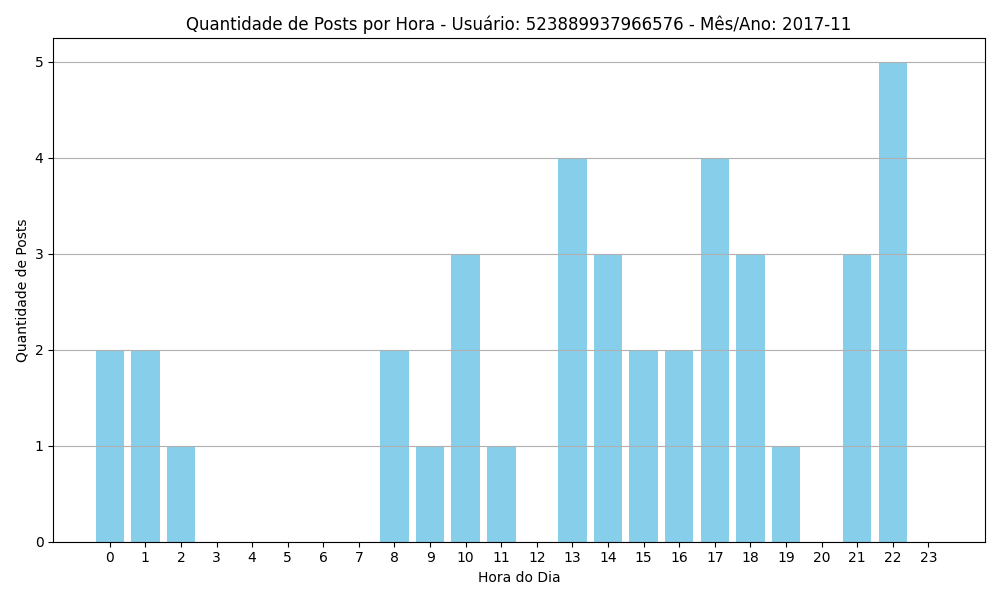 Quantidade de Posts por Hora - Usuário: 523889937966576 - Mês/Ano: 2017-11
Quantidade de Posts
5
4
3
2
1
0
0 1 2 3 4 5 6 7 8 9 10 11 12 13 14 15 16 17 18 19 20 21 22 23
Hora do Dia